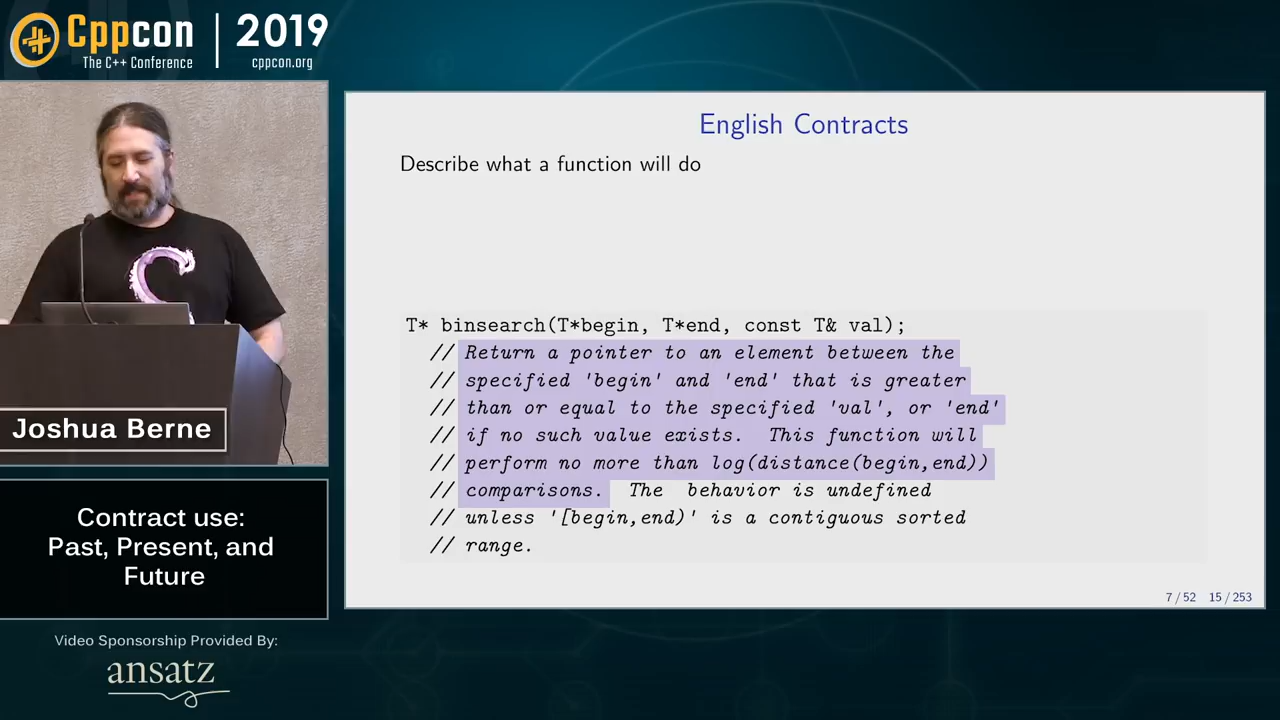 Cppcon
The C++ Conference
2019
cppcon.org
Joshua Berne
Contract use:
Past, Present, and
Future
Video Sponsorship Provided By:
ansatz
English Contracts
Describe what a function will do
T* binsearch(T*begin, T*end, const T& val);
// Return a pointer to an element between the
// specified 'begin' and 'end' that is greater
// than or equal to the specified 'val', or 'end'
// if no such value exists.  This function will
// perform no more than log(distance(begin,end))
// comparisons.  The  behavior is undefined
// unless '[begin,end)' is a contiguous sorted
// range.
7 / 52 15 / 253